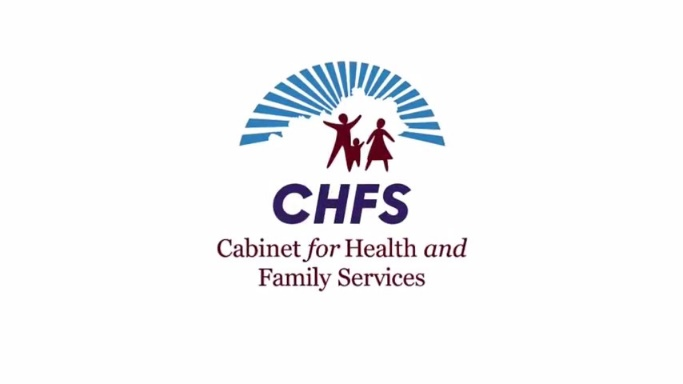 CHFS
Cabinet for Health and
Family Services